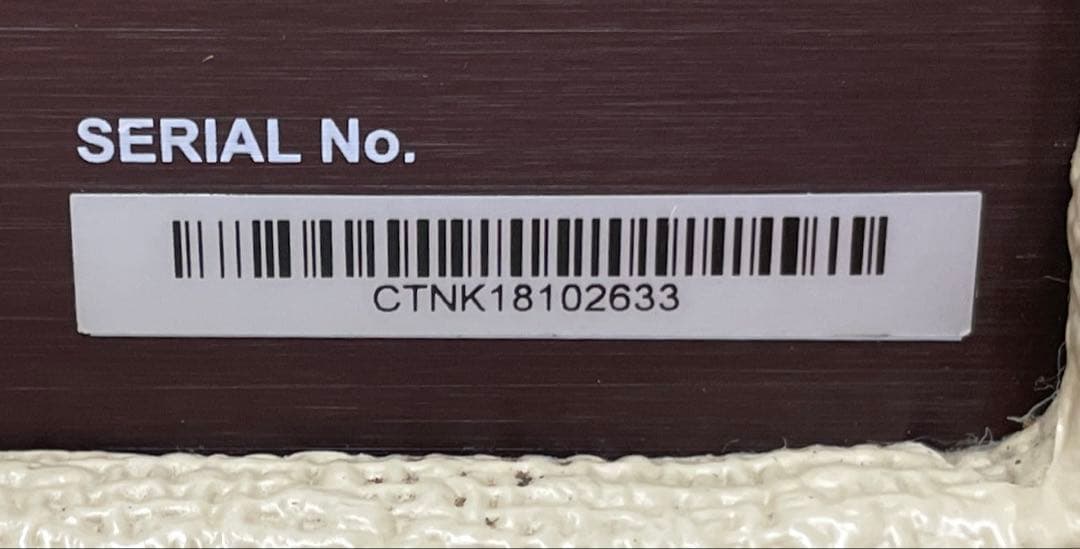 SERIAL No.
CTNK18102633